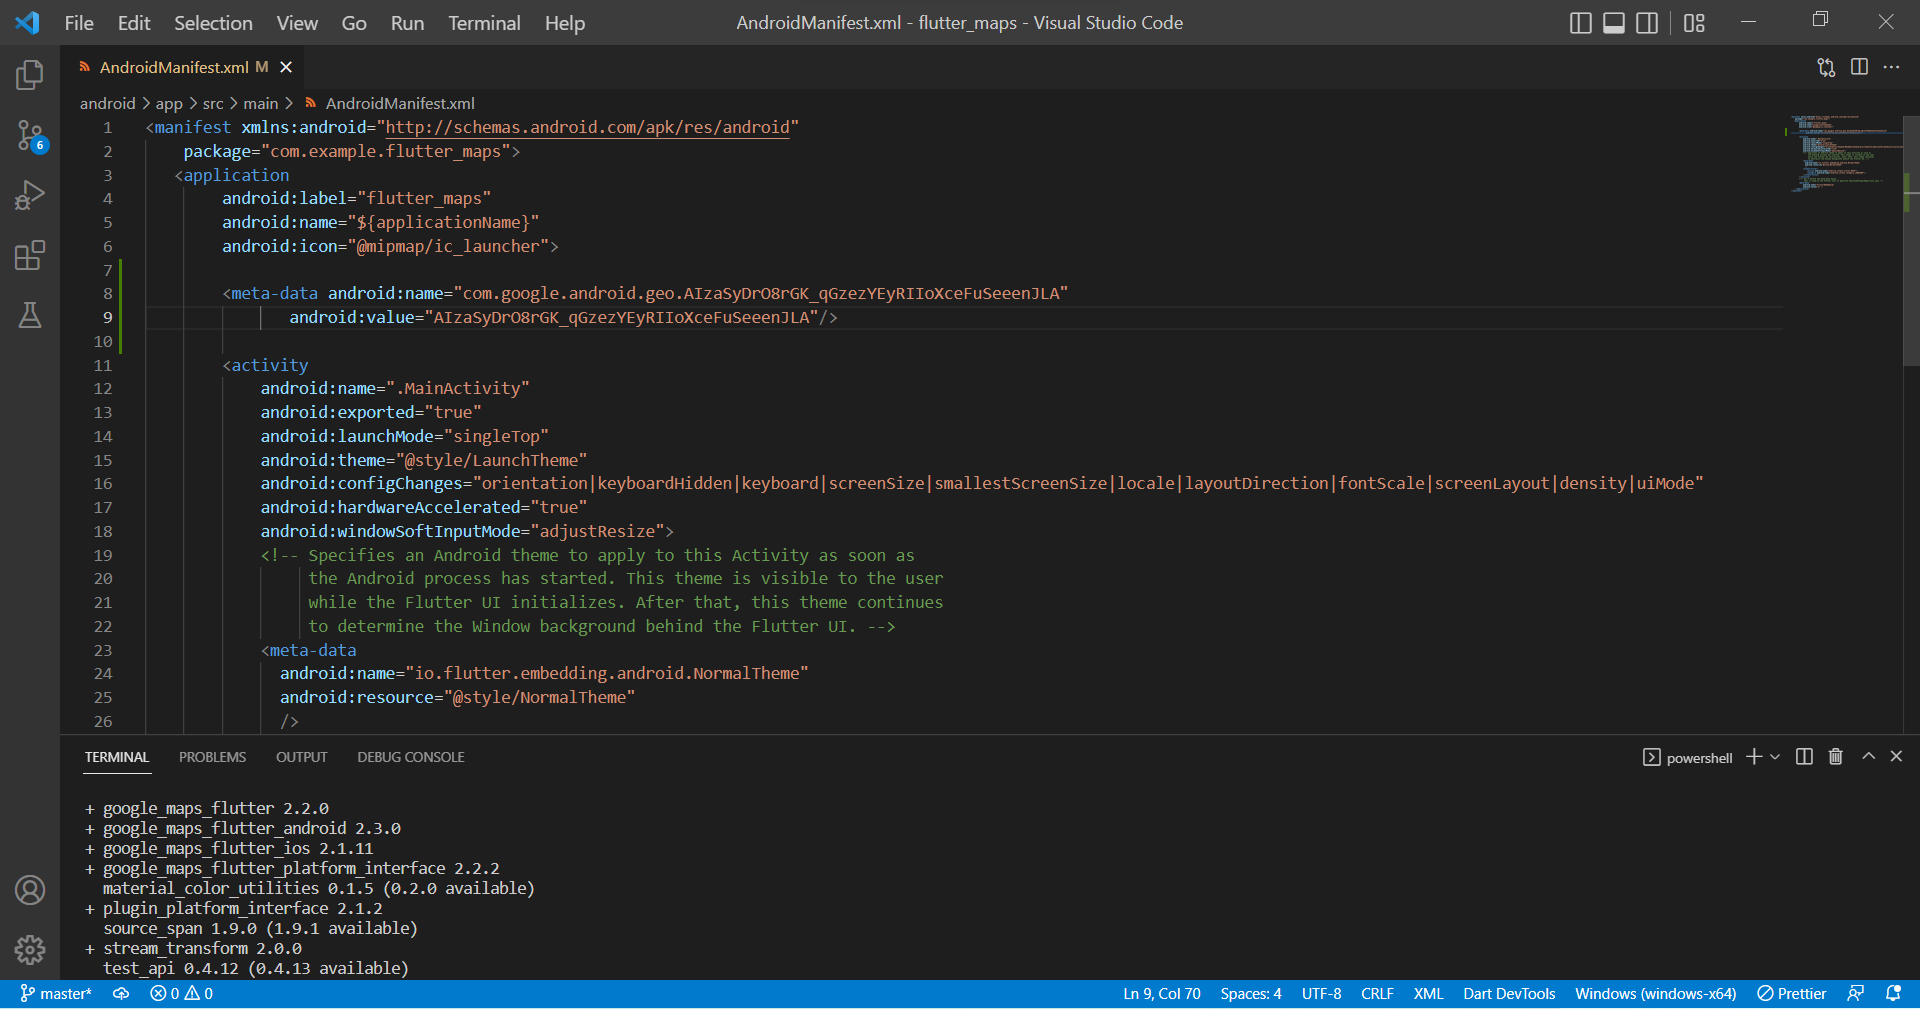 File Edit Selection View Go Run Terminal Help AndroidManifest.xml - flutter_maps - Visual Studio Code
AndroidManifest.xml M
android > app > src > main > AndroidManifest.xml
1 <manifest xmlns:android="http://schemas.android.com/apk/res/android"
2 package="com.example.flutter_maps">
3 <application
4 android:label="flutter_maps"
5 android:name="${applicationName}"
6 android:icon="@mipmap/ic_launcher">
7
8 <meta-data android:name="com.google.android.geo.AIzaSyDrO8rGK_qGzezYEyRIIoXceFuSeeenJLA"
9 android:value="AIzaSyDrO8rGK_qGzezYEyRIIoXceFuSeeenJLA"/>
10
11 <activity
12 android:name=".MainActivity"
13 android:exported="true"
14 android:launchMode="singleTop"
15 android:theme="@style/LaunchTheme"
16 android:configChanges="orientation|keyboardHidden|keyboard|screenSize|smallestScreenSize|locale|layoutDirection|fontScale|screenLayout|density|uiMode"
17 android:hardwareAccelerated="true"
18 android:windowSoftInputMode="adjustResize">
19 <!-- Specifies an Android theme to apply to this Activity as soon as
20 the Android process has started. This theme is visible to the user
21 while the Flutter UI initializes. After that, this theme continues
22 to determine the Window background behind the Flutter UI. -->
23 <meta-data
24 android:name="io.flutter.embedding.android.NormalTheme"
25 android:resource="@style/NormalTheme"
26 />
6
TERMINAL PROBLEMS OUTPUT DEBUG CONSOLE powershell
+ google_maps_flutter 2.2.0
+ google_maps_flutter_android 2.3.0
+ google_maps_flutter_ios 2.1.11
+ google_maps_flutter_platform_interface 2.2.2
material_color_utilities 0.1.5 (0.2.0 available)
+ plugin_platform_interface 2.1.2
source_span 1.9.0 (1.9.1 available)
+ stream_transform 2.0.0
test_api 0.4.12 (0.4.13 available)
master* 0 0 Ln 9, Col 70 Spaces: 4 UTF-8 CRLF XML Dart DevTools Windows (windows-x64) Prettier